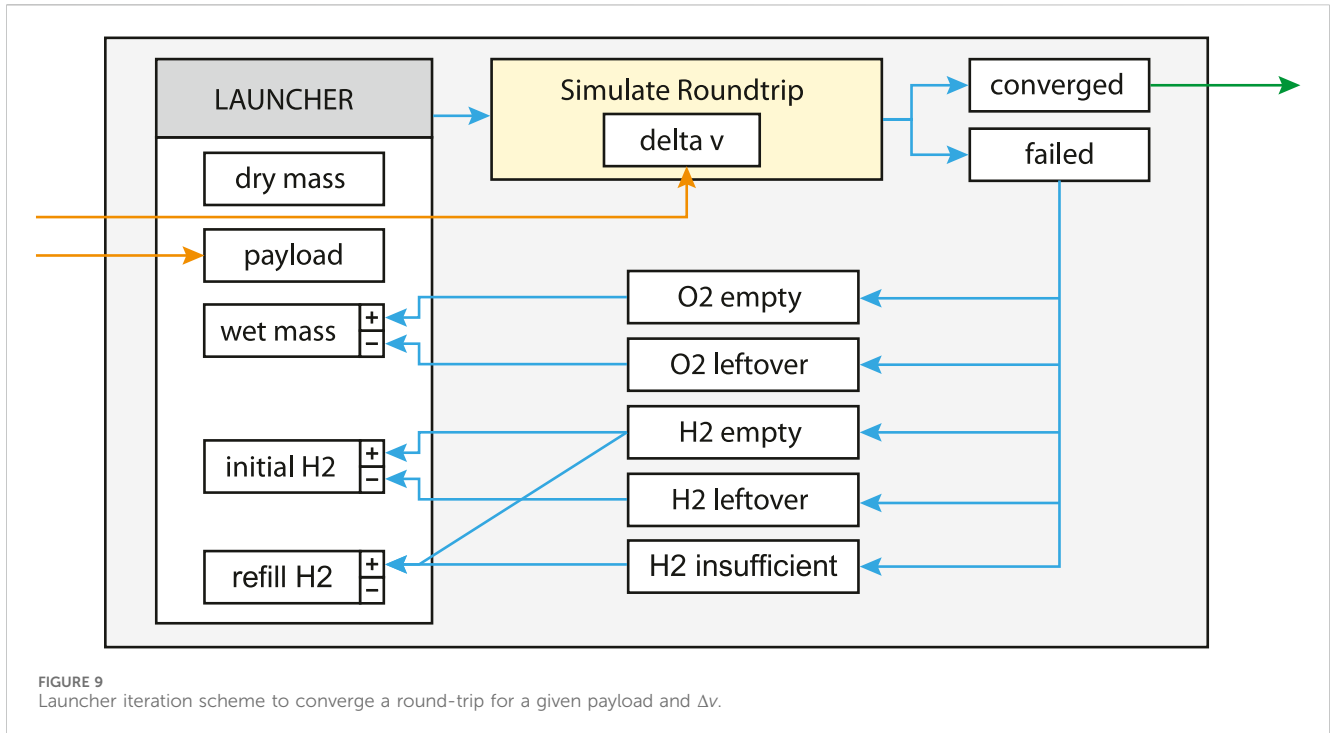 LAUNCHER
dry mass
payload
wet mass
+
−
initial H2
+
−
refill H2
+
−
Simulate Roundtrip
delta v
converged
failed
O2 empty
O2 leftover
H2 empty
H2 leftover
H2 insufficient
FIGURE 9
Launcher iteration scheme to converge a round-trip for a given payload and Δv.